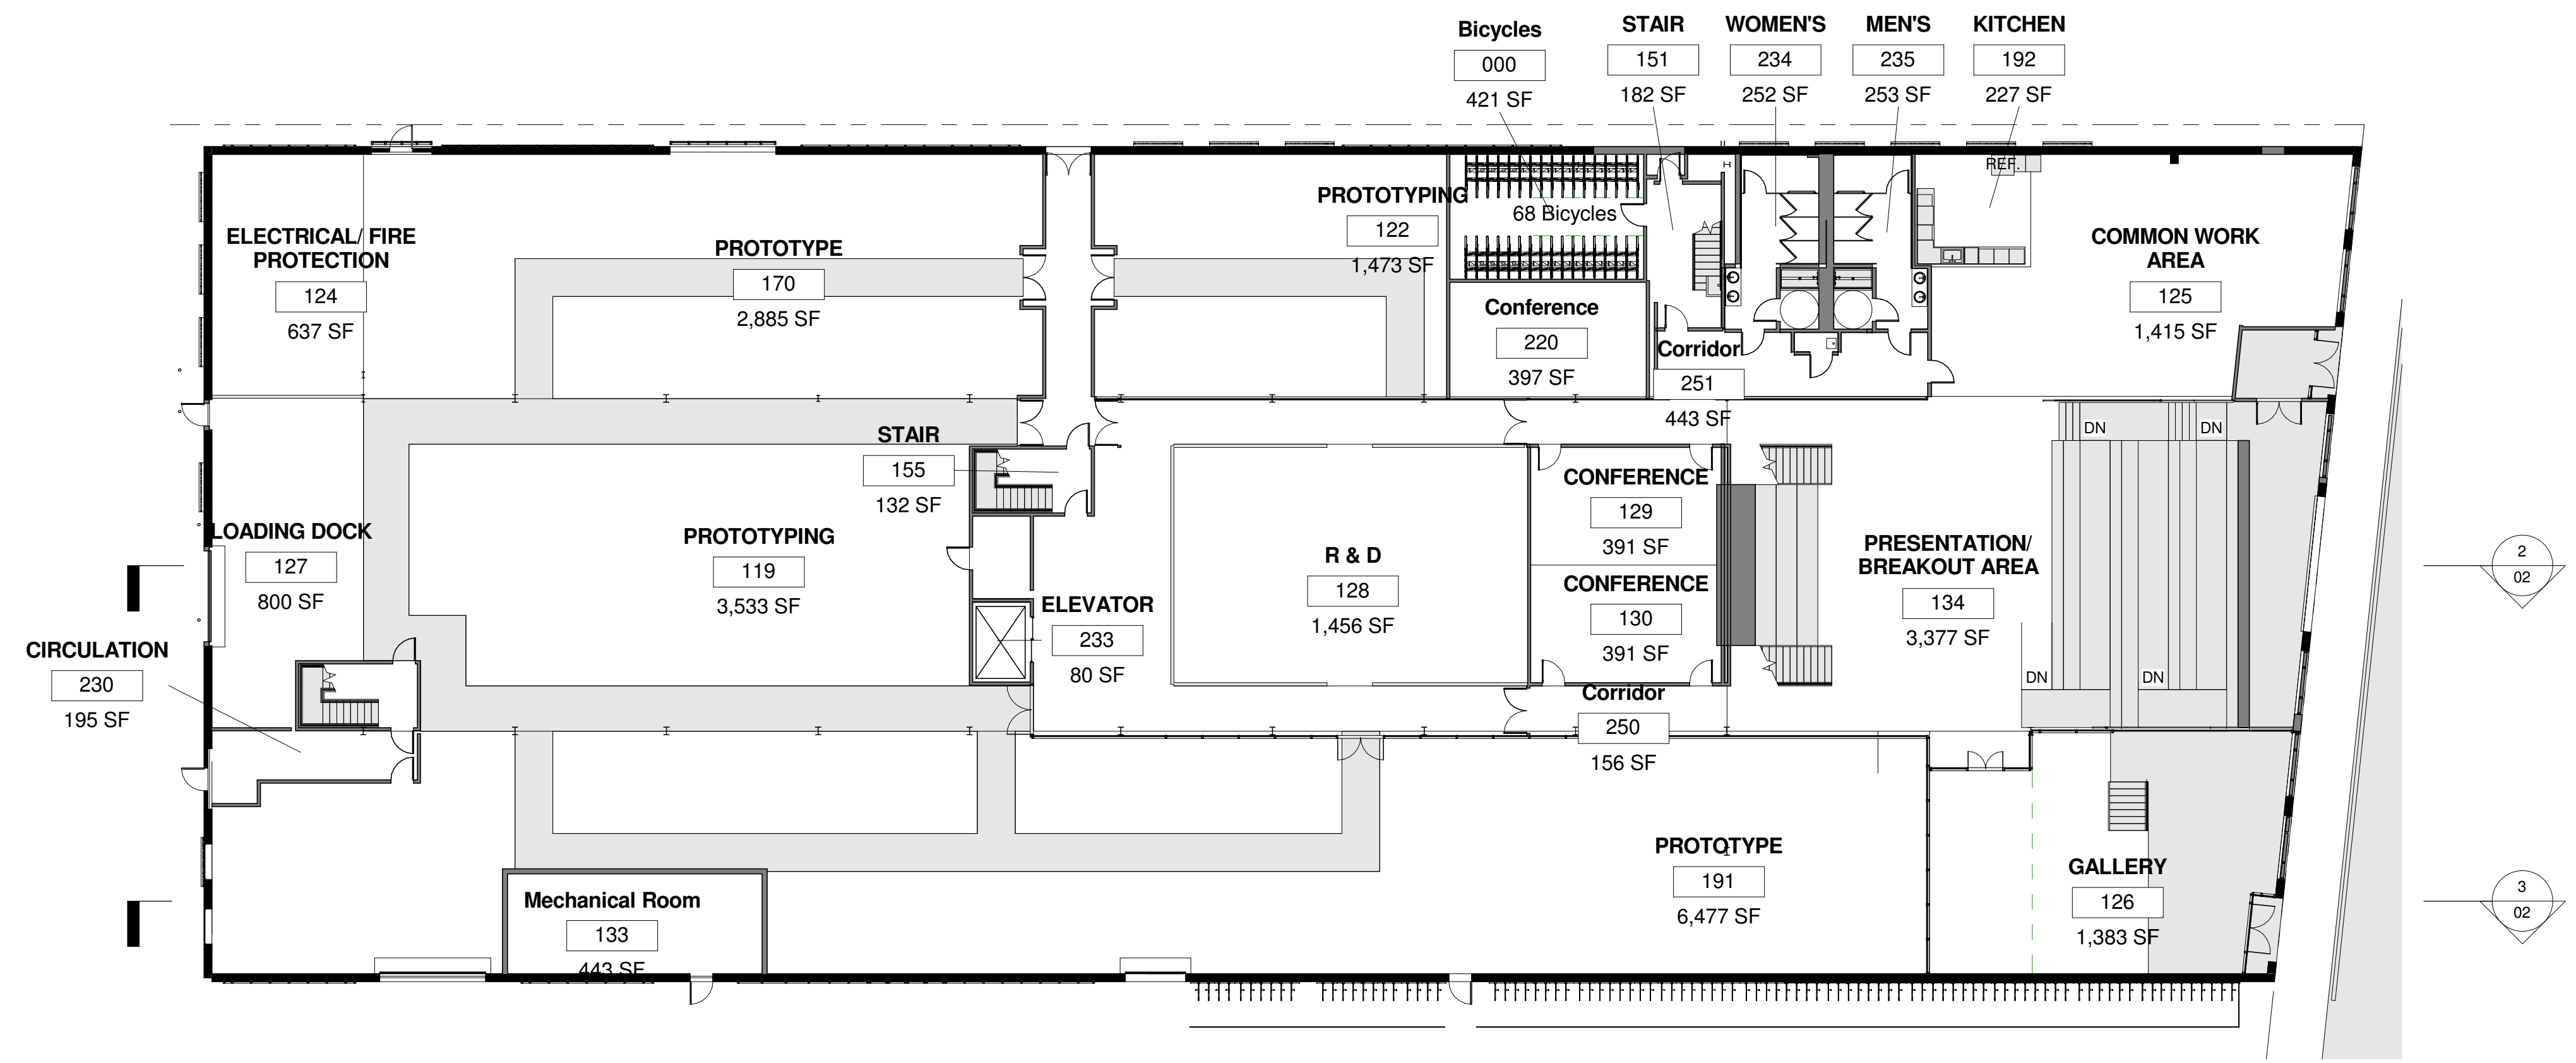 Bicycles
000
421 SF
STAIR
151
182 SF
WOMEN'S
234
252 SF
MEN'S
235
253 SF
KITCHEN
192
227 SF
REF.
ELECTRICAL/ FIRE
PROTECTION
124
637 SF
PROTOTYPE
170
2,885 SF
PROTOTYPING
122
1,473 SF
68 Bicycles
Conference
220
397 SF
Corridor
251
443 SF
COMMON WORK
AREA
125
1,415 SF
STAIR
155
132 SF
LOADING DOCK
127
800 SF
PROTOTYPING
119
3,533 SF
ELEVATOR
233
80 SF
R & D
128
1,456 SF
CONFERENCE
129
391 SF
CONFERENCE
130
391 SF
PRESENTATION/
BREAKOUT AREA
134
3,377 SF
DN
DN
DN
DN
2
02
CIRCULATION
230
195 SF
Corridor
250
156 SF
Mechanical Room
133
443 SF
PROTOTYPE
191
6,477 SF
GALLERY
126
1,383 SF
3
02